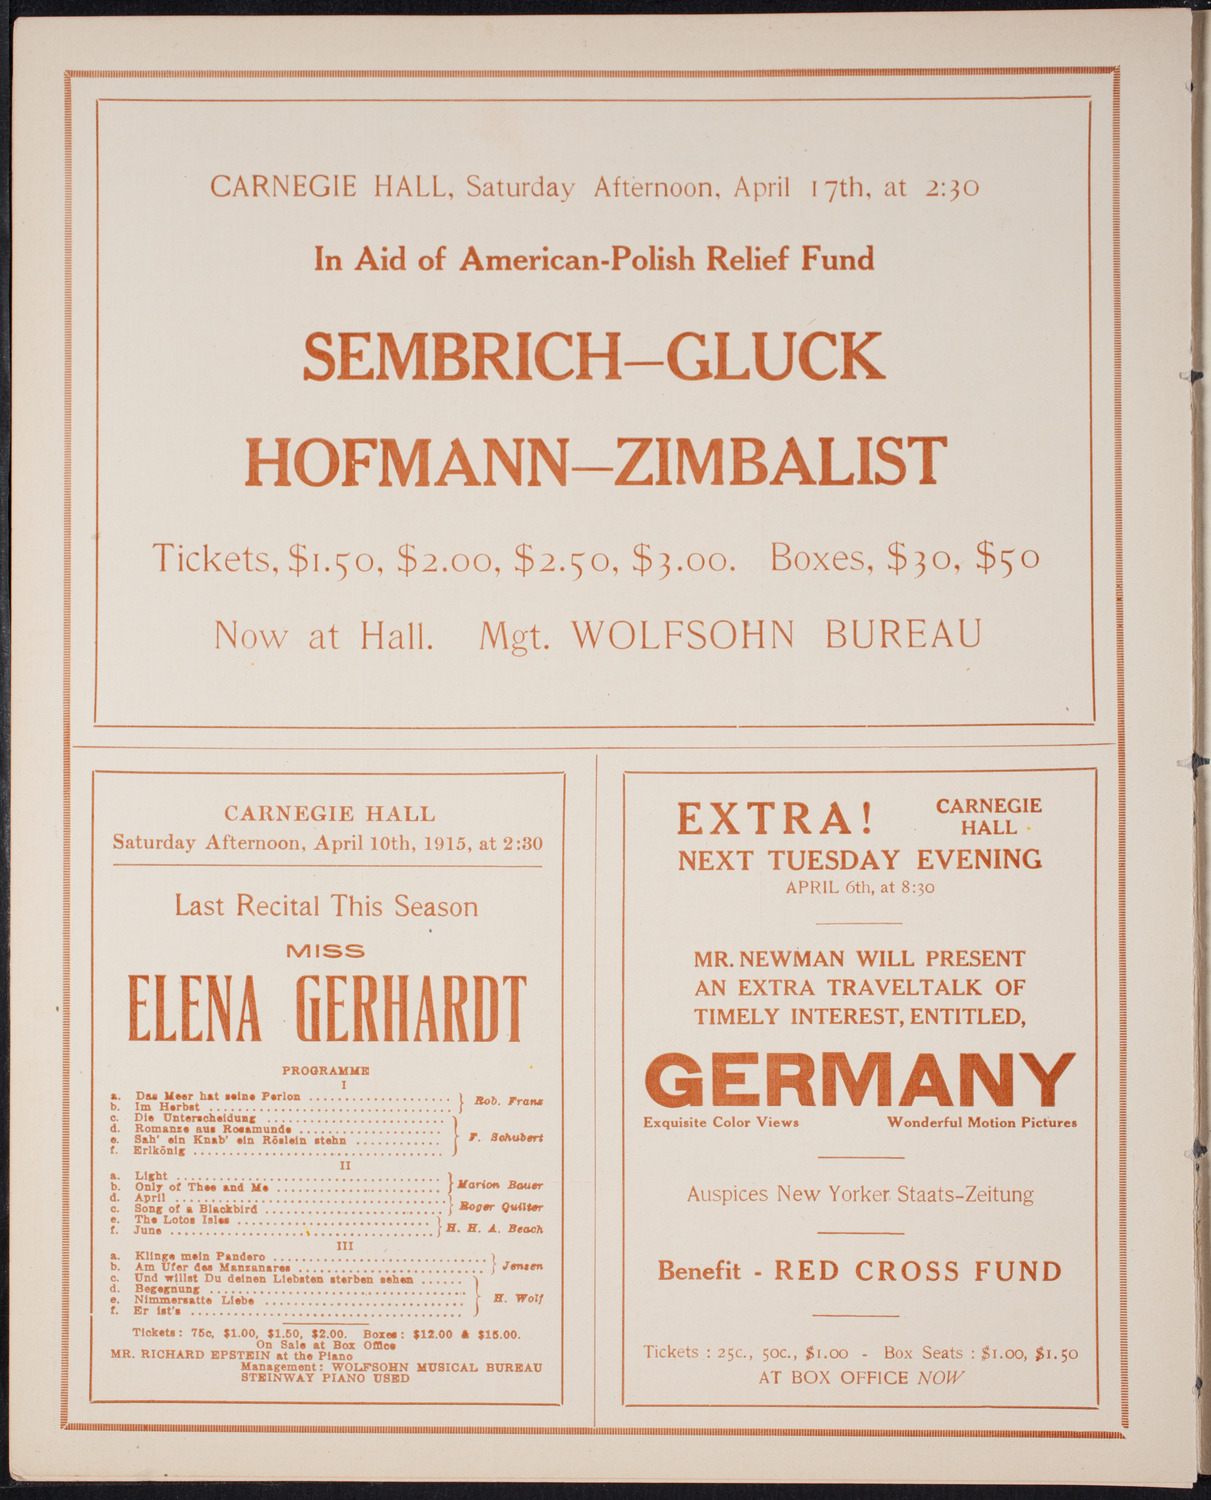 CARNEGIE HALL, Saturday Afternoon, April 17th, at 2:30
In Aid of American-Polish Relief Fund
SEMBRICH—GLUCK
HOFMANN—ZIMBALIST
Tickets, $1.50, $2.00, $2.50, $3.00. Boxes, $30, $50
Now at Hall. Mgt. WOLFSOHN BUREAU
CARNEGIE HALL
Saturday Afternoon, April 10th, 1915, at 2:30
Last Recital This Season
MISS
ELENA GERHARDT
PROGRAMME
I
a. Das Meer hat seine Perlon
b. Im Herbst
Rob. Franz
c. Die Unterscheidung
d. Romanze aus Rosamunde
e. Sah' ein Knab' ein Röslein stehn
f. Erlkönig
F. Schubert
II
a. Light
b. Only of Thee and Me
Marion Bauer
d. April
c. Song of a Blackbird
Roger Quilter
e. The Lotos Isles
f. June
H. H. A. Beach
III
a. Klinge mein Pandero
b. Am Ufer des Manzanares
Jensen
c. Und willst Du deinen Liebsten sterben sehen
d. Begegnung
e. Nimmersatte Liebe
f. Er ist's
H. Wolf
Tickets: 75c, $1.00, $1.50, $2.00. Boxes: $12.00 & $15.00.
On Sale at Box Office
MR. RICHARD EPSTEIN at the Piano
Management: WOLFSOHN MUSICAL BUREAU
STEINWAY PIANO USED
EXTRA! CARNEGIE HALL
NEXT TUESDAY EVENING
APRIL 6th, at 8:30
MR. NEWMAN WILL PRESENT
AN EXTRA TRAVELTALK OF
TIMELY INTEREST, ENTITLED,
GERMANY
Exquisite Color Views Wonderful Motion Pictures
Auspices New Yorker Staats-Zeitung
Benefit - RED CROSS FUND
Tickets : 25c., 50c., $1.00 - Box Seats : $1.00, $1.50
AT BOX OFFICE NOW